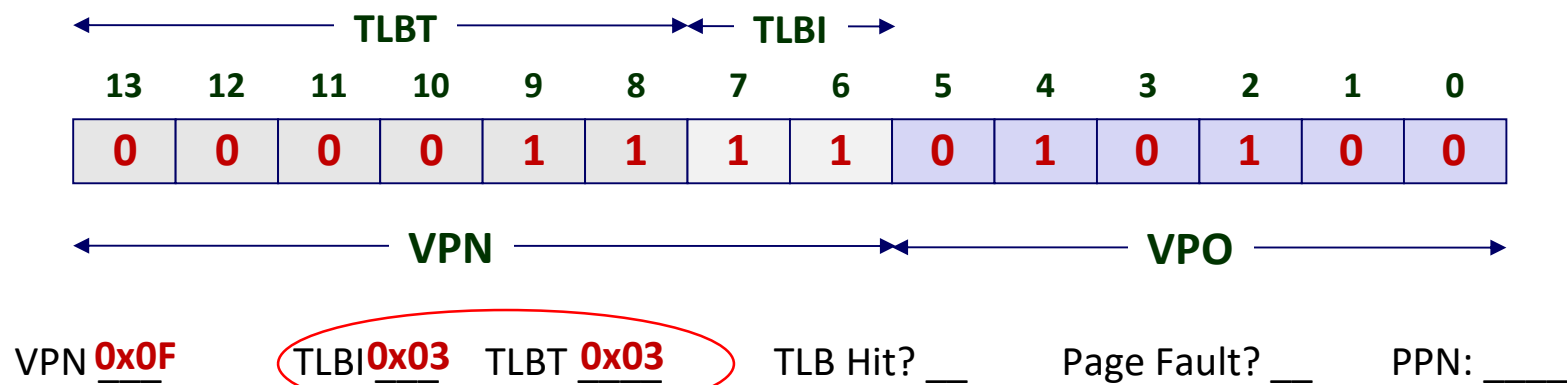 TLBT TLBI
13 12 11 10 9 8 7 6 5 4 3 2 1 0
0 0 0 0 1 1 1 1 0 1 0 1 0 0
VPN VPO
VPN 0x0F TLBI 0x03 TLBT 0x03 TLB Hit? __ Page Fault? __ PPN: ____